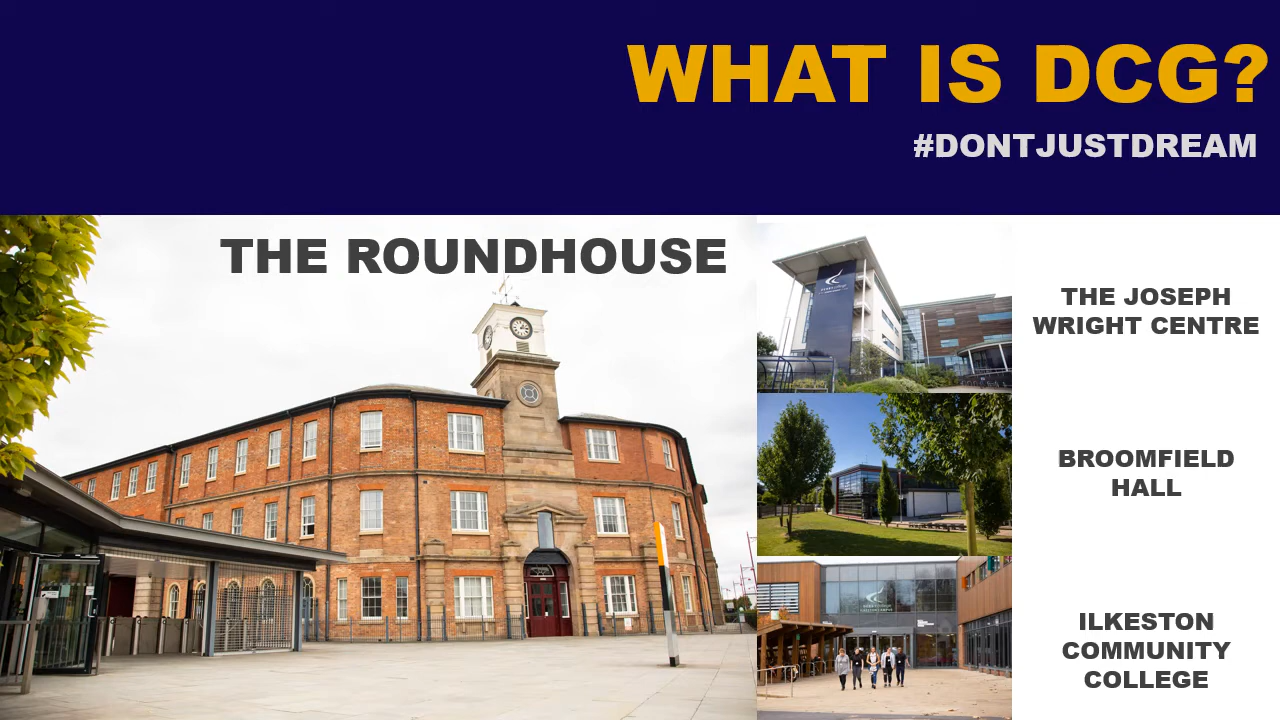 WHAT IS DCG?
#DONTJUSTDREAM
THE ROUNDHOUSE
THE JOSEPH
WRIGHT CENTRE
BROOMFIELD
HALL
ILKESTON
COMMUNITY
COLLEGE